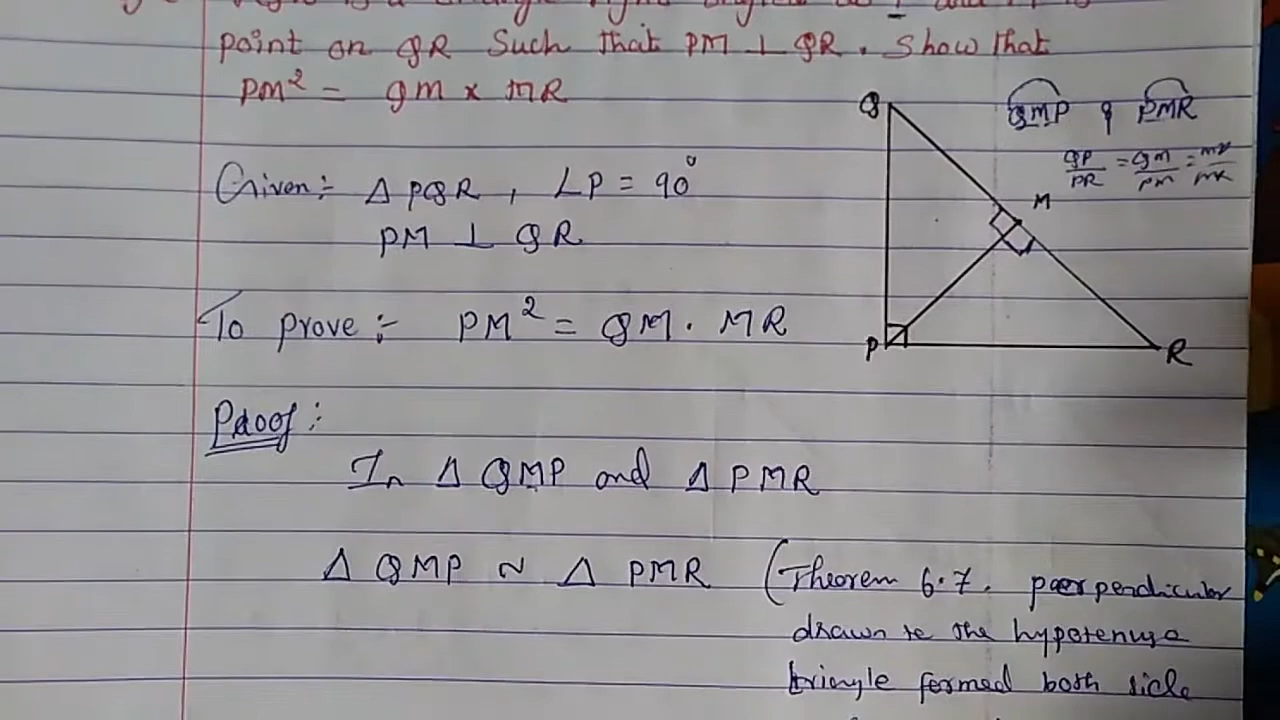 point on QR Such that PM ⊥ QR. Show that
PM² = QM × MR
Q
QMP q PMR
QP/PR = QM/PM =
M
Given :- Δ PQR, ∠P = 90°
PM ⊥ QR
To prove :- PM² = QM · MR
P
R
Proof :
In Δ QMP and Δ PMR
Δ QMP ~ Δ PMR (Theorem 6.7. perpendicular
drawn to the hypotenuse
triangle formed both side